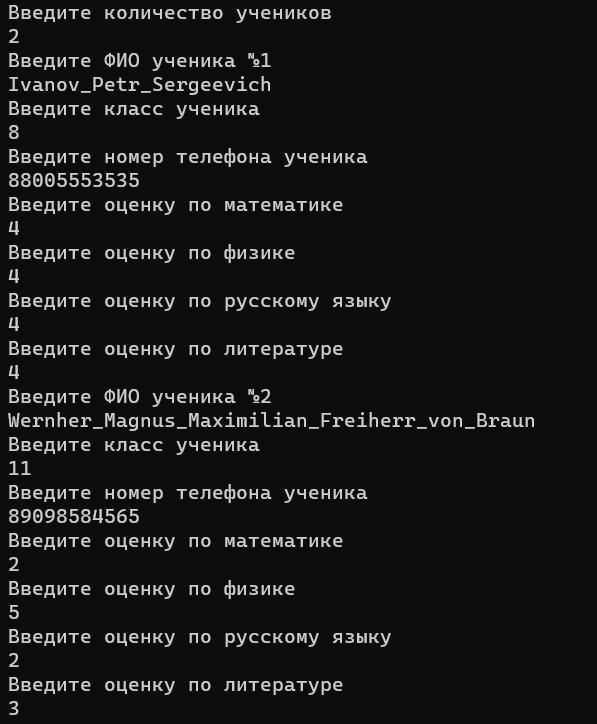 Введите количество учеников
2
Введите ФИО ученика №1
Ivanov_Petr_Sergeevich
Введите класс ученика
8
Введите номер телефона ученика
88005553535
Введите оценку по математике
4
Введите оценку по физике
4
Введите оценку по русскому языку
4
Введите оценку по литературе
4
Введите ФИО ученика №2
Wernher_Magnus_Maximilian_Freiherr_von_Braun
Введите класс ученика
11
Введите номер телефона ученика
89098584565
Введите оценку по математике
2
Введите оценку по физике
5
Введите оценку по русскому языку
2
Введите оценку по литературе
3